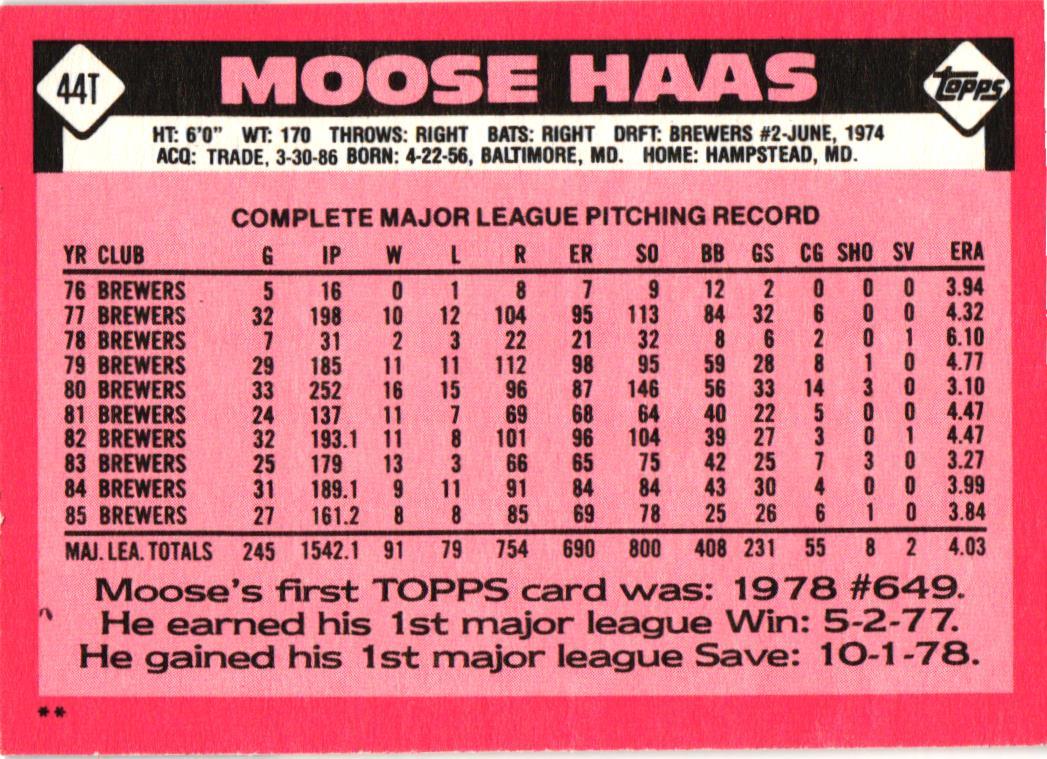 44T
MOOSE HAAS
Topps
HT: 6'0" WT: 170 THROWS: RIGHT BATS: RIGHT DRFT: BREWERS #2-JUNE, 1974
ACQ: TRADE, 3-30-86 BORN: 4-22-56, BALTIMORE, MD. HOME: HAMPSTEAD, MD.
COMPLETE MAJOR LEAGUE PITCHING RECORD
YR CLUB G IP W L R ER SO BB GS CG SHO SV ERA
76 BREWERS 5 16 0 1 8 7 9 12 2 0 0 0 3.94
77 BREWERS 32 198 10 12 104 95 113 84 32 6 0 0 4.32
78 BREWERS 7 31 2 3 22 21 32 8 6 2 0 1 6.10
79 BREWERS 29 185 11 11 112 98 95 59 28 8 1 0 4.77
80 BREWERS 33 252 16 15 96 87 146 56 33 14 3 0 3.10
81 BREWERS 24 137 11 7 69 68 64 40 22 5 0 0 4.47
82 BREWERS 32 193.1 11 8 101 96 104 39 27 3 0 1 4.47
83 BREWERS 25 179 13 3 66 65 75 42 25 7 3 0 3.27
84 BREWERS 31 189.1 9 11 91 84 84 43 30 4 0 0 3.99
85 BREWERS 27 161.2 8 8 85 69 78 25 26 6 1 0 3.84
MAJ. LEA. TOTALS 245 1542.1 91 79 754 690 800 408 231 55 8 2 4.03
Moose's first TOPPS card was: 1978 #649.
He earned his 1st major league Win: 5-2-77.
He gained his 1st major league Save: 10-1-78.
**